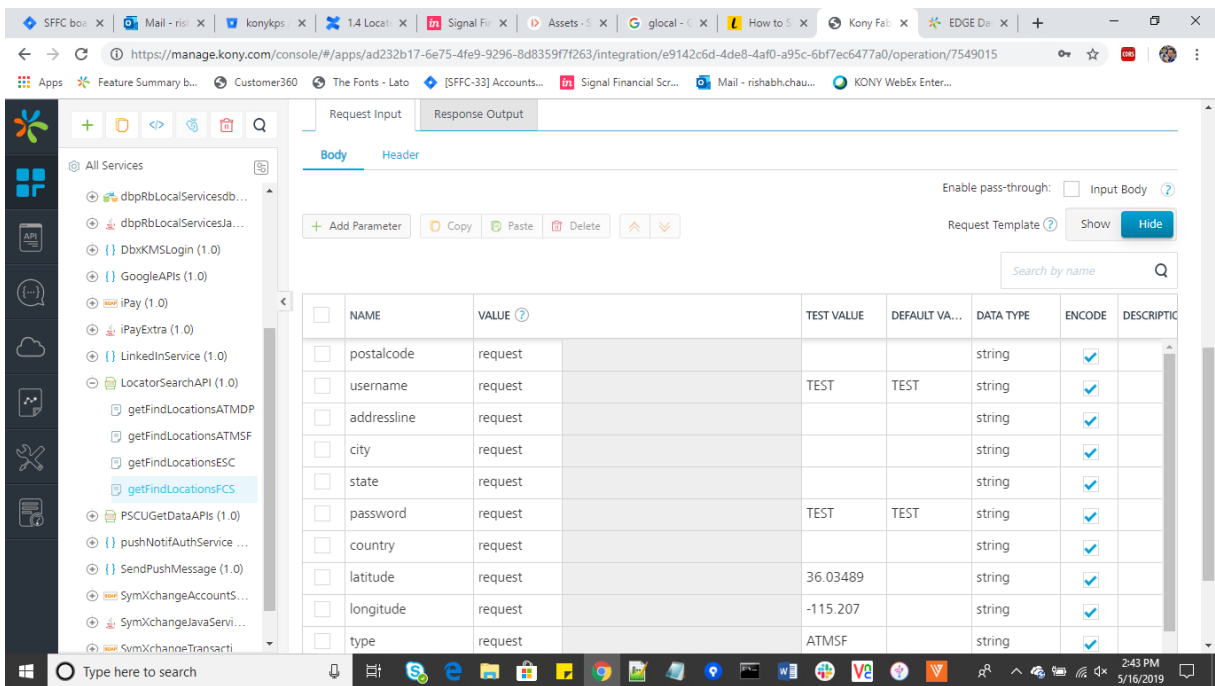 SFFC boa
Mail - rish
konykps /
1.4 Locat
Signal Fir
Assets · S
glocal - G
How to S
Kony Fab
EDGE Da
https://manage.kony.com/console/#/apps/ad232b17-6e75-4fe9-9296-8d8359f7f263/integration/e9142c6d-4de8-4af0-a95c-6bf7ec6477a0/operation/7549015
CORS
Apps
Feature Summary b...
Customer360
The Fonts - Lato
[SFFC-33] Accounts...
Signal Financial Scr...
Mail - rishabh.chau...
KONY WebEx Enter...
Request Input Response Output
All Services
Body Header
dbpRbLocalServicesdb...
dbpRbLocalServicesJa...
DbxKMSLogin (1.0)
GoogleAPIs (1.0)
iPay (1.0)
iPayExtra (1.0)
LinkedInService (1.0)
LocatorSearchAPI (1.0)
getFindLocationsATMDP
getFindLocationsATMSF
getFindLocationsESC
getFindLocationsFCS
PSCUGetDataAPIs (1.0)
pushNotifAuthService ...
SendPushMessage (1.0)
SymXchangeAccountS...
SymXchangeJavaServi...
SymXchangeTransacti
API
Enable pass-through: Input Body ?
+ Add Parameter Copy Paste Delete
Request Template ? Show Hide
Search by name
NAME VALUE ? TEST VALUE DEFAULT VA... DATA TYPE ENCODE DESCRIPTIC
postalcode request string
username request TEST TEST string
addressline request string
city request string
state request string
password request TEST TEST string
country request string
latitude request 36.03489 string
longitude request -115.207 string
type request ATMSF string
Type here to search
2:43 PM
5/16/2019